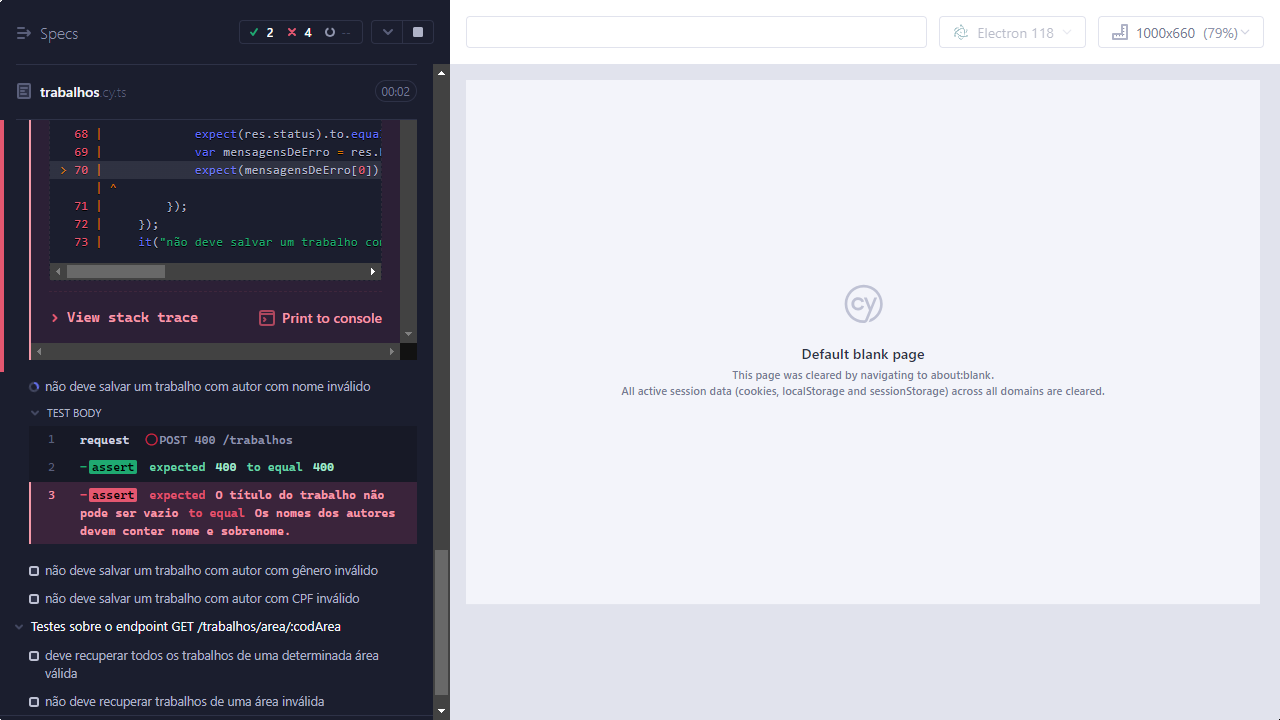 Specs
2
4
--
Electron 118
1000x660 (79%)
trabalhos cy.ts
00:02
68 | expect(res.status).to.equa
69 | var mensagensDeErro = res.
> 70 | expect(mensagensDeErro[0])
| ^
71 | });
72 | });
73 | it("não deve salvar um trabalho co
> View stack trace
Print to console
não deve salvar um trabalho com autor com nome inválido
TEST BODY
1 request POST 400 /trabalhos
2 -assert expected 400 to equal 400
3 -assert expected O título do trabalho não
pode ser vazio to equal Os nomes dos autores
devem conter nome e sobrenome.
não deve salvar um trabalho com autor com gênero inválido
não deve salvar um trabalho com autor com CPF inválido
Testes sobre o endpoint GET /trabalhos/area/:codArea
deve recuperar todos os trabalhos de uma determinada área
válida
não deve recuperar trabalhos de uma área inválida
cy
Default blank page
This page was cleared by navigating to about:blank.
All active session data (cookies, localStorage and sessionStorage) across all domains are cleared.